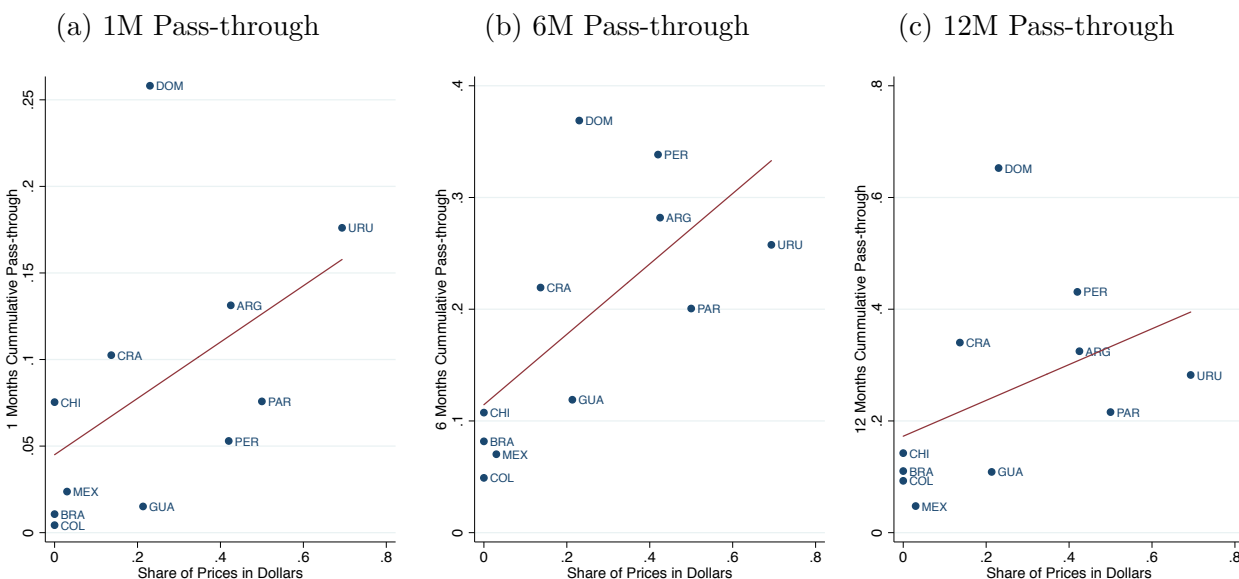 (a) 1M Pass-through
1 Months Cummulative Pass-through
0 .05 .1 .15 .2 .25
DOM
URU
ARG
CRA
CHI
PAR
PER
MEX
GUA
BRA
COL
0 .2 .4 .6 .8
Share of Prices in Dollars
(b) 6M Pass-through
6 Months Cummulative Pass-through
0 .1 .2 .3 .4
DOM
PER
ARG
URU
CRA
PAR
GUA
CHI
BRA
MEX
COL
0 .2 .4 .6 .8
Share of Prices in Dollars
(c) 12M Pass-through
12 Months Cummulative Pass-through
0 .2 .4 .6 .8
DOM
PER
CRA
ARG
URU
PAR
CHI
BRA
GUA
COL
MEX
0 .2 .4 .6 .8
Share of Prices in Dollars